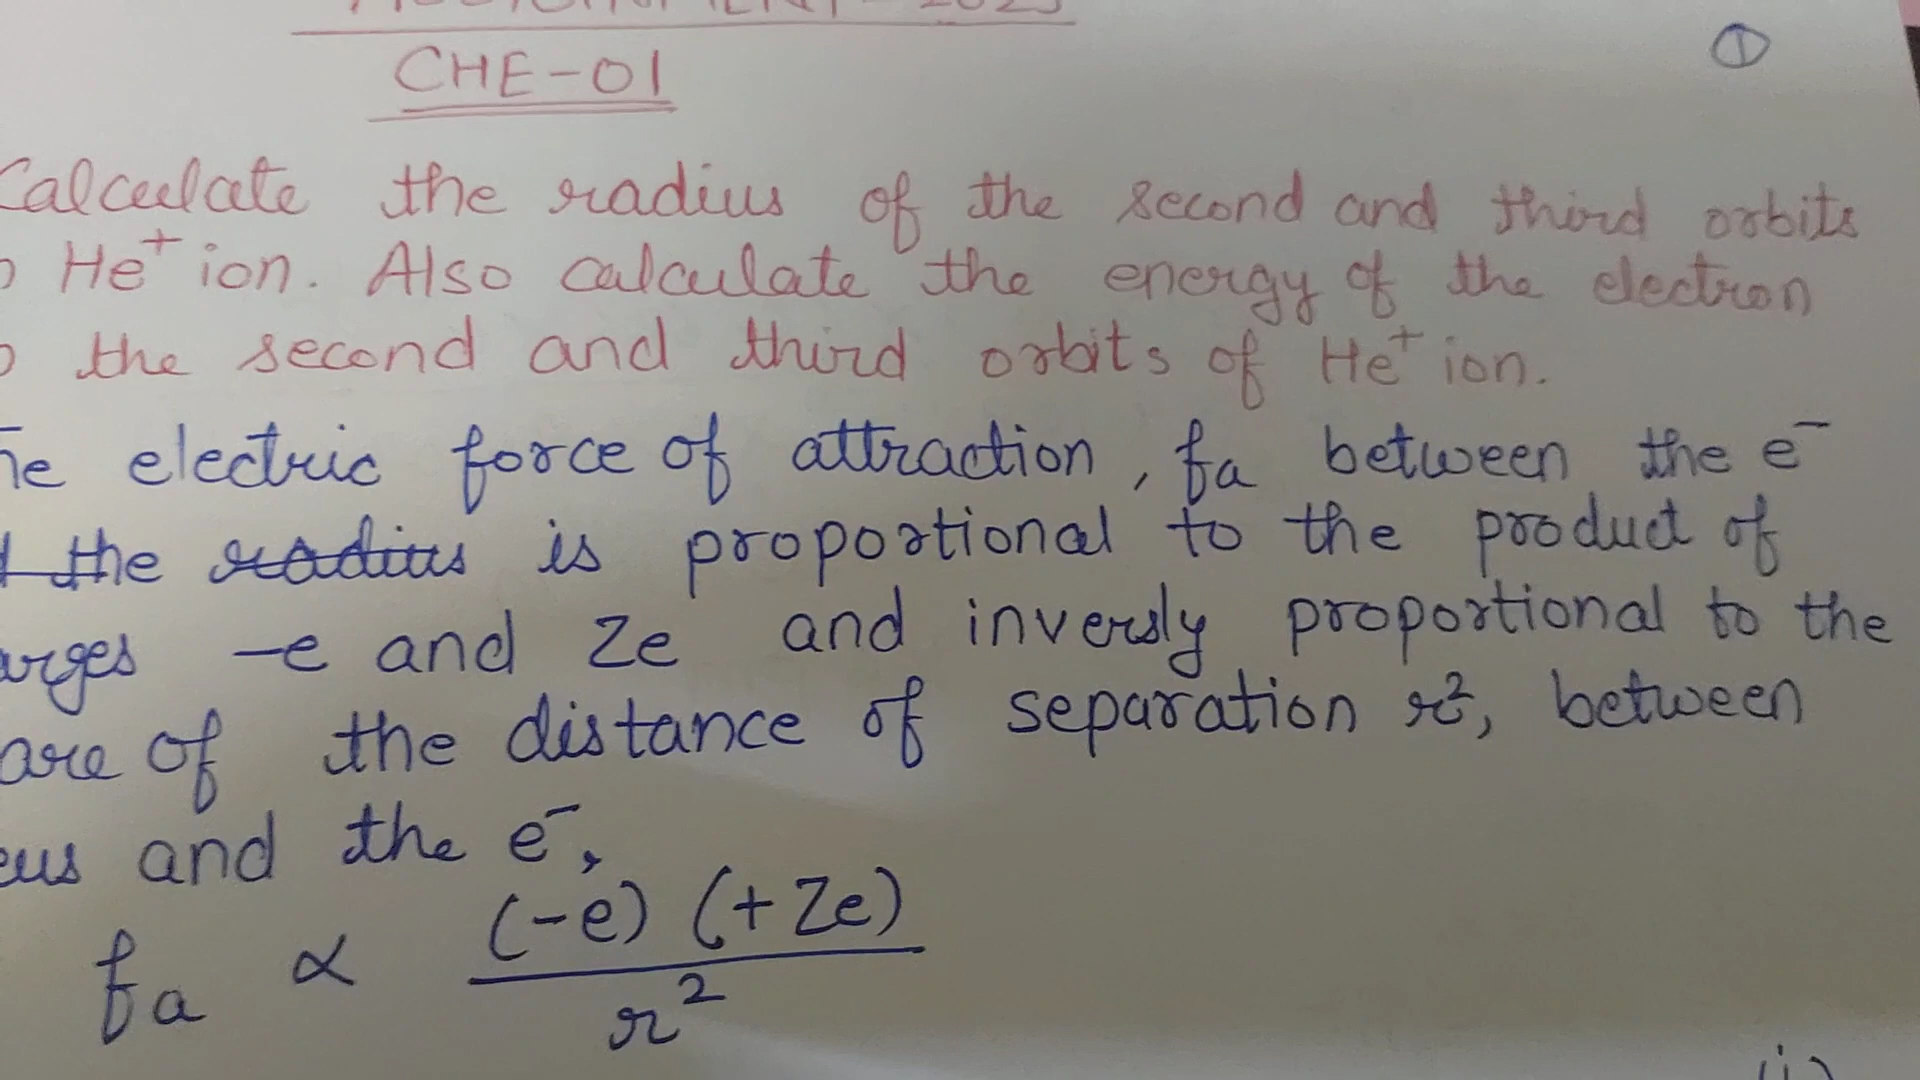 CHE-01
1
Calculate the radius of the second and third orbits
He⁺ ion. Also calculate the energy of the electron
the second and third orbits of He⁺ ion.
electric force of attraction, fa between the e⁻
the radius is proportional to the product of
-e and Ze and inversly proportional to the
of the distance of separation r², between
and the e⁻,
fa ∝ (-e) (+Ze) / r²